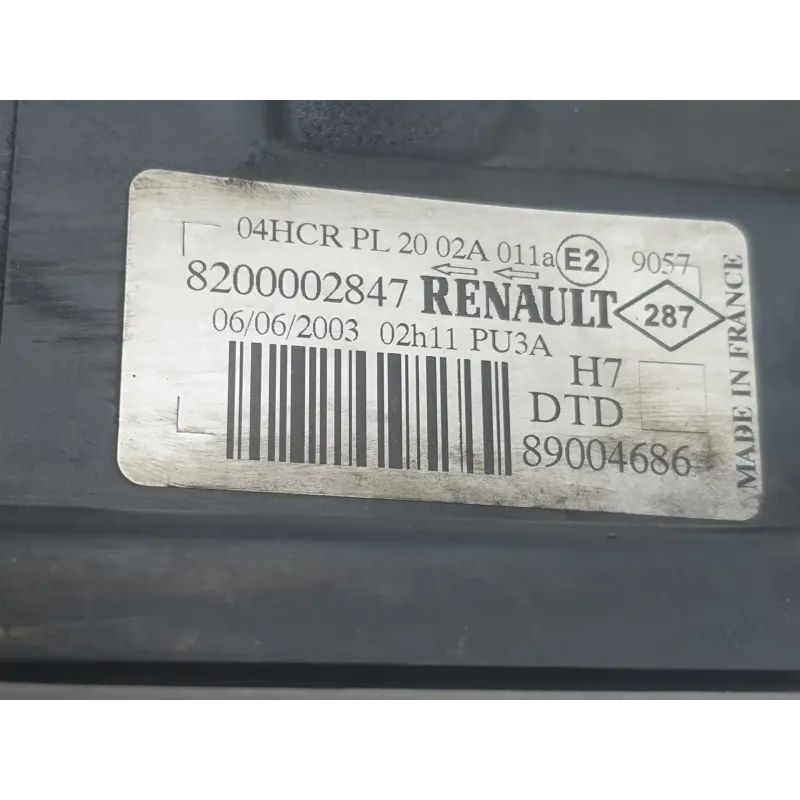 04HCR PL 20 02A 011a E2 9057
8200002847 RENAULT 287
06/06/2003 02h11 PU3A
H7
DTD
89004686
MADE IN FRANCE